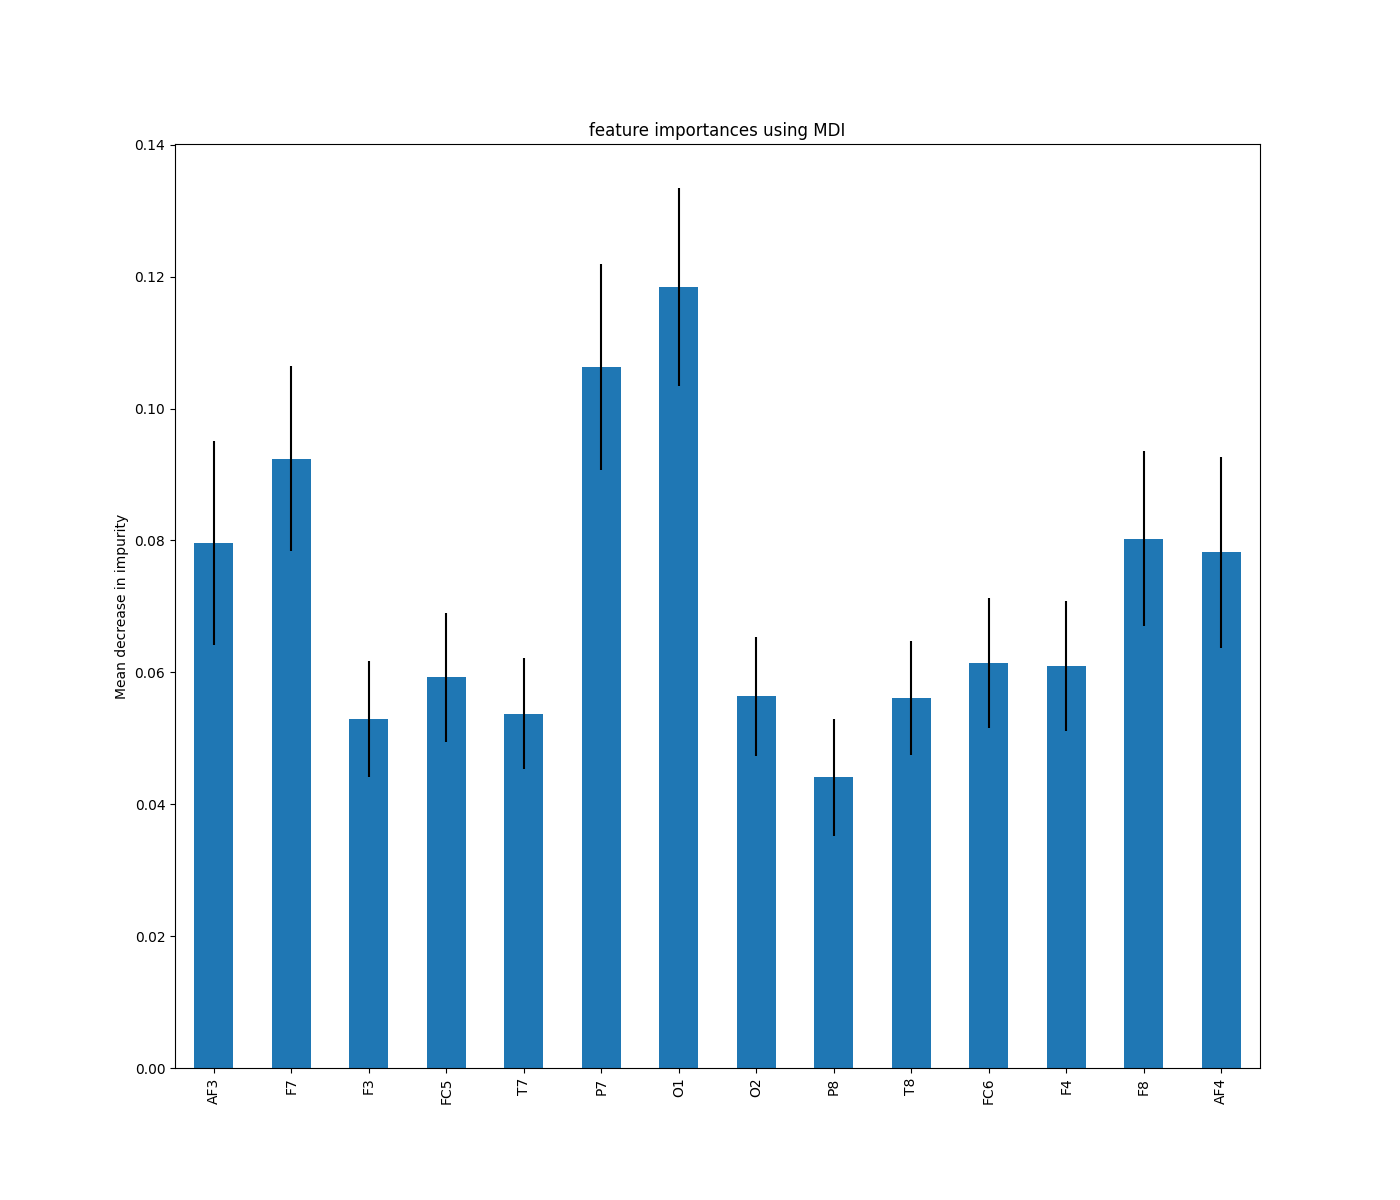 feature importances using MDI
Mean decrease in impurity
0.14
0.12
0.10
0.08
0.06
0.04
0.02
0.00
AF3
F7
F3
FC5
T7
P7
O1
O2
P8
T8
FC6
F4
F8
AF4